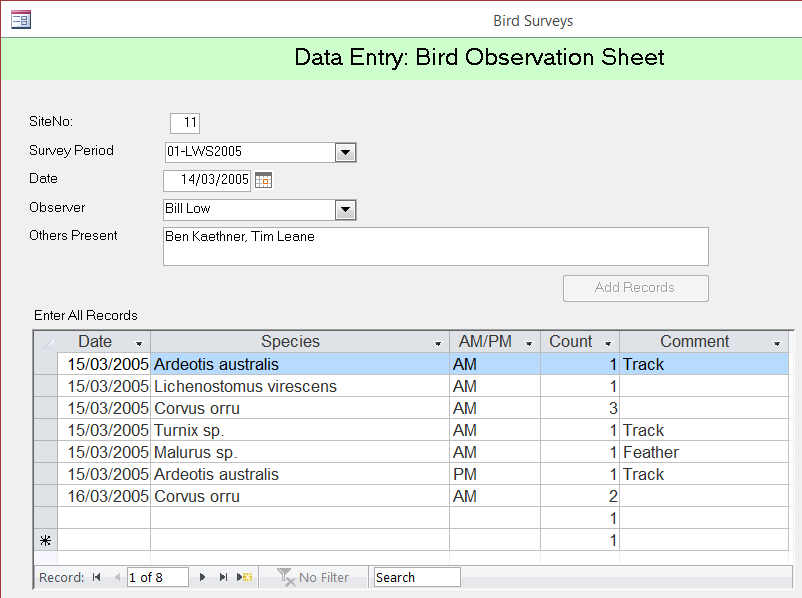 Bird Surveys
Data Entry: Bird Observation Sheet
SiteNo: 11
Survey Period 01-LWS2005
Date 14/03/2005
Observer Bill Low
Others Present Ben Kaethner, Tim Leane
Add Records
Enter All Records
Date Species AM/PM Count Comment
15/03/2005 Ardeotis australis AM 1 Track
15/03/2005 Lichenostomus virescens AM 1
15/03/2005 Corvus orru AM 3
15/03/2005 Turnix sp. AM 1 Track
15/03/2005 Malurus sp. AM 1 Feather
15/03/2005 Ardeotis australis PM 1 Track
16/03/2005 Corvus orru AM 2
1
1
Record: 1 of 8 No Filter Search